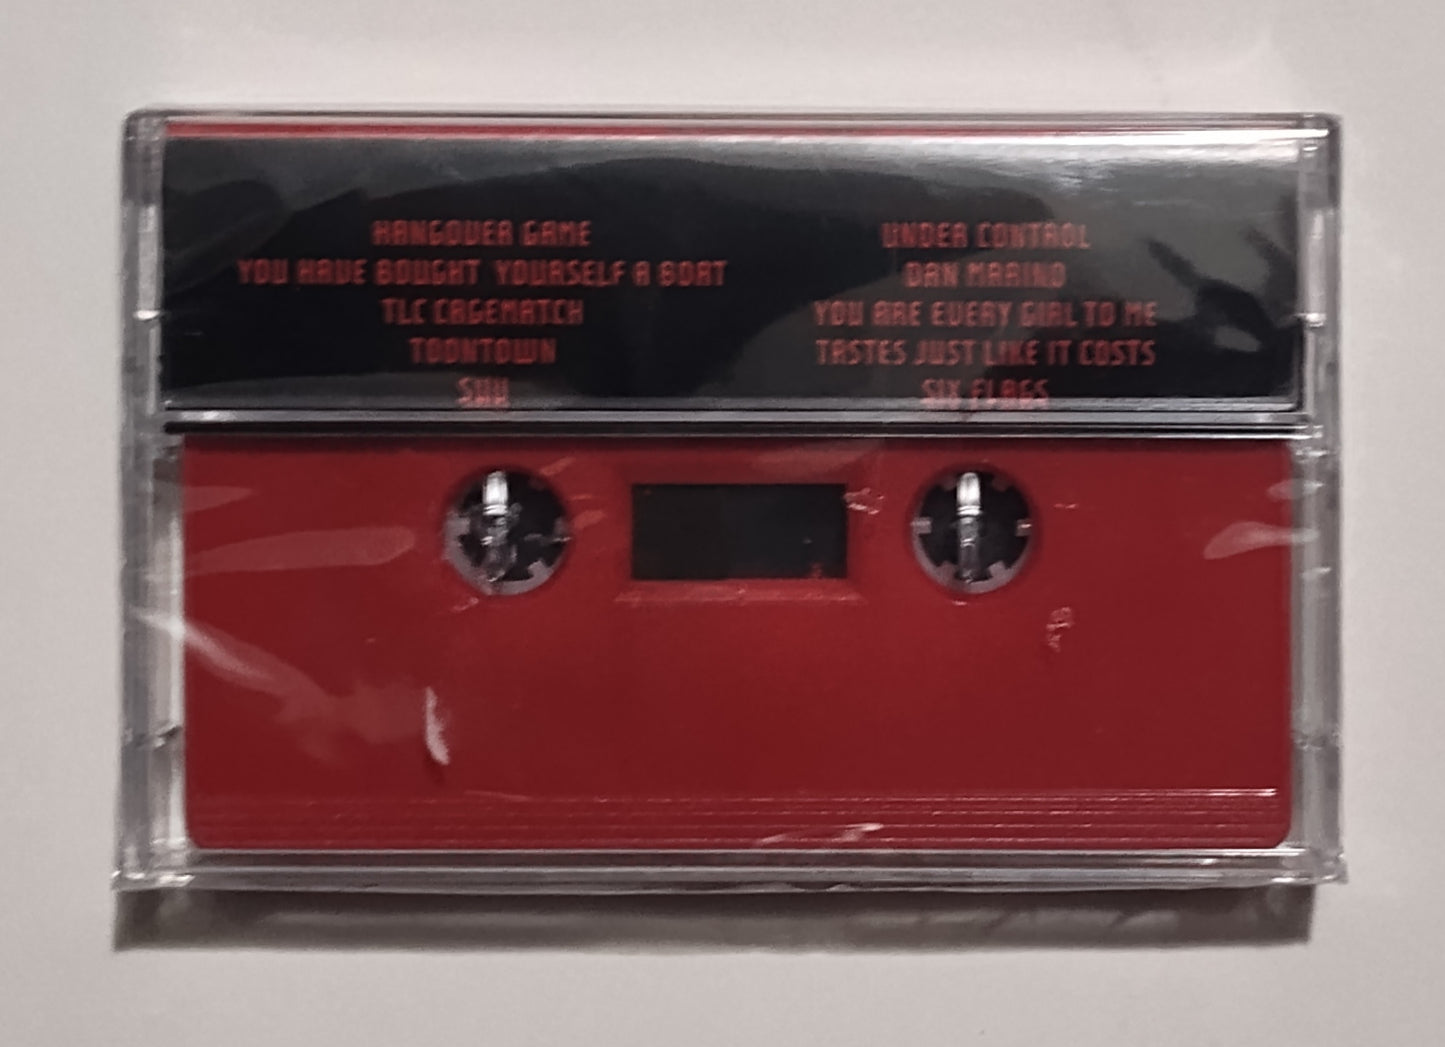 HANGOVER GAME
YOU HAVE BOUGHT YOURSELF A BOAT
TLC CAGEMATCH
TOONTOWN
SUU
UNDER CONTROL
DAN MARINO
YOU ARE EVERY GIRL TO ME
TASTES JUST LIKE IT COSTS
SIX FLAGS